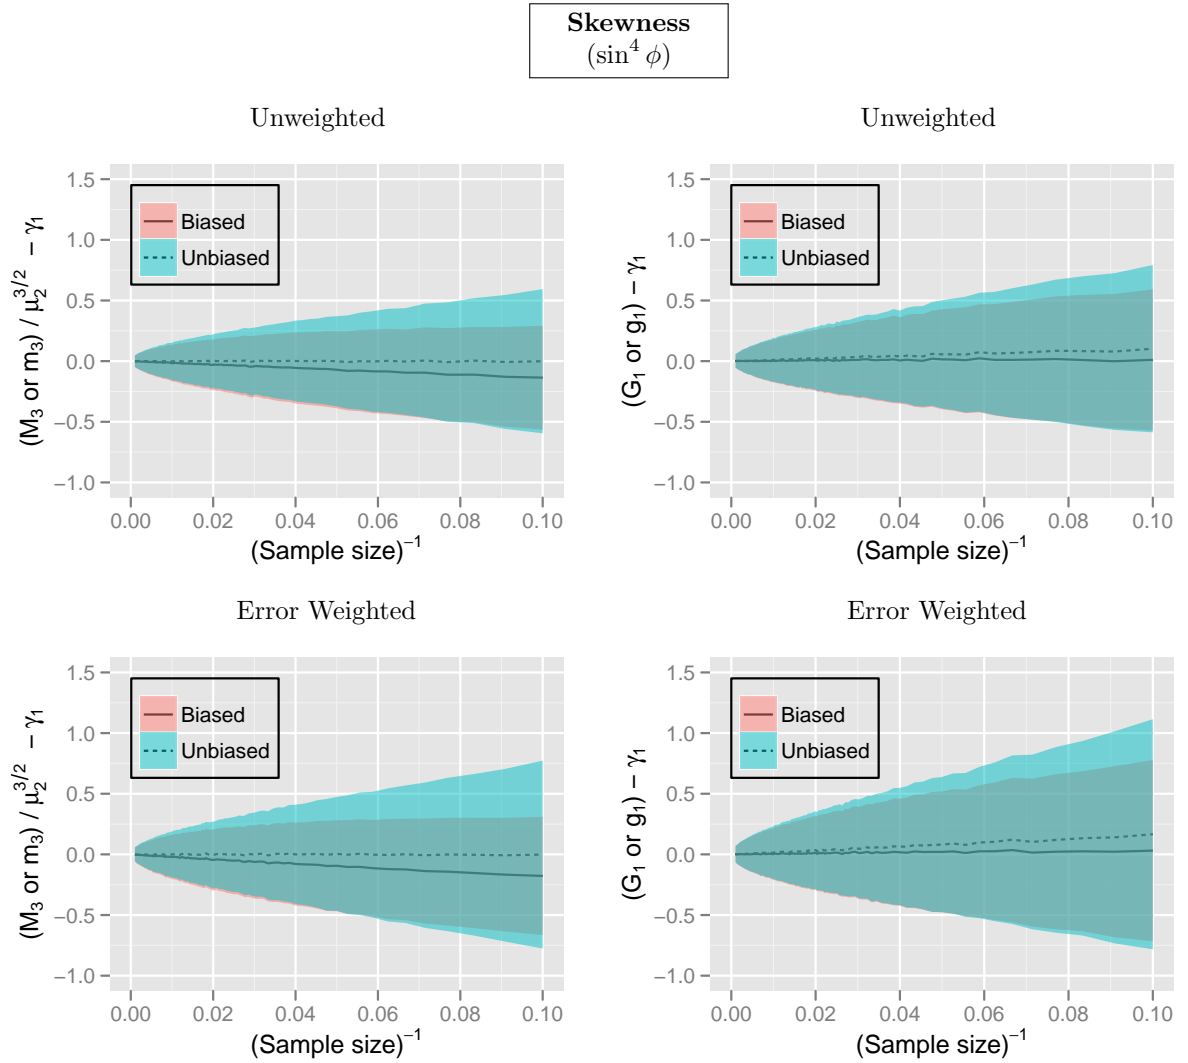 Skewness
(sin⁴ ϕ)
Unweighted
Unweighted
(M₃ or m₃) / μ₂^{3/2} − γ₁
1.5
1.0
0.5
0.0
−0.5
−1.0
Biased
Unbiased
0.00 0.02 0.04 0.06 0.08 0.10
(Sample size)⁻¹
(G₁ or g₁) − γ₁
1.5
1.0
0.5
0.0
−0.5
−1.0
Biased
Unbiased
0.00 0.02 0.04 0.06 0.08 0.10
(Sample size)⁻¹
Error Weighted
Error Weighted
(M₃ or m₃) / μ₂^{3/2} − γ₁
1.5
1.0
0.5
0.0
−0.5
−1.0
Biased
Unbiased
0.00 0.02 0.04 0.06 0.08 0.10
(Sample size)⁻¹
(G₁ or g₁) − γ₁
1.5
1.0
0.5
0.0
−0.5
−1.0
Biased
Unbiased
0.00 0.02 0.04 0.06 0.08 0.10
(Sample size)⁻¹